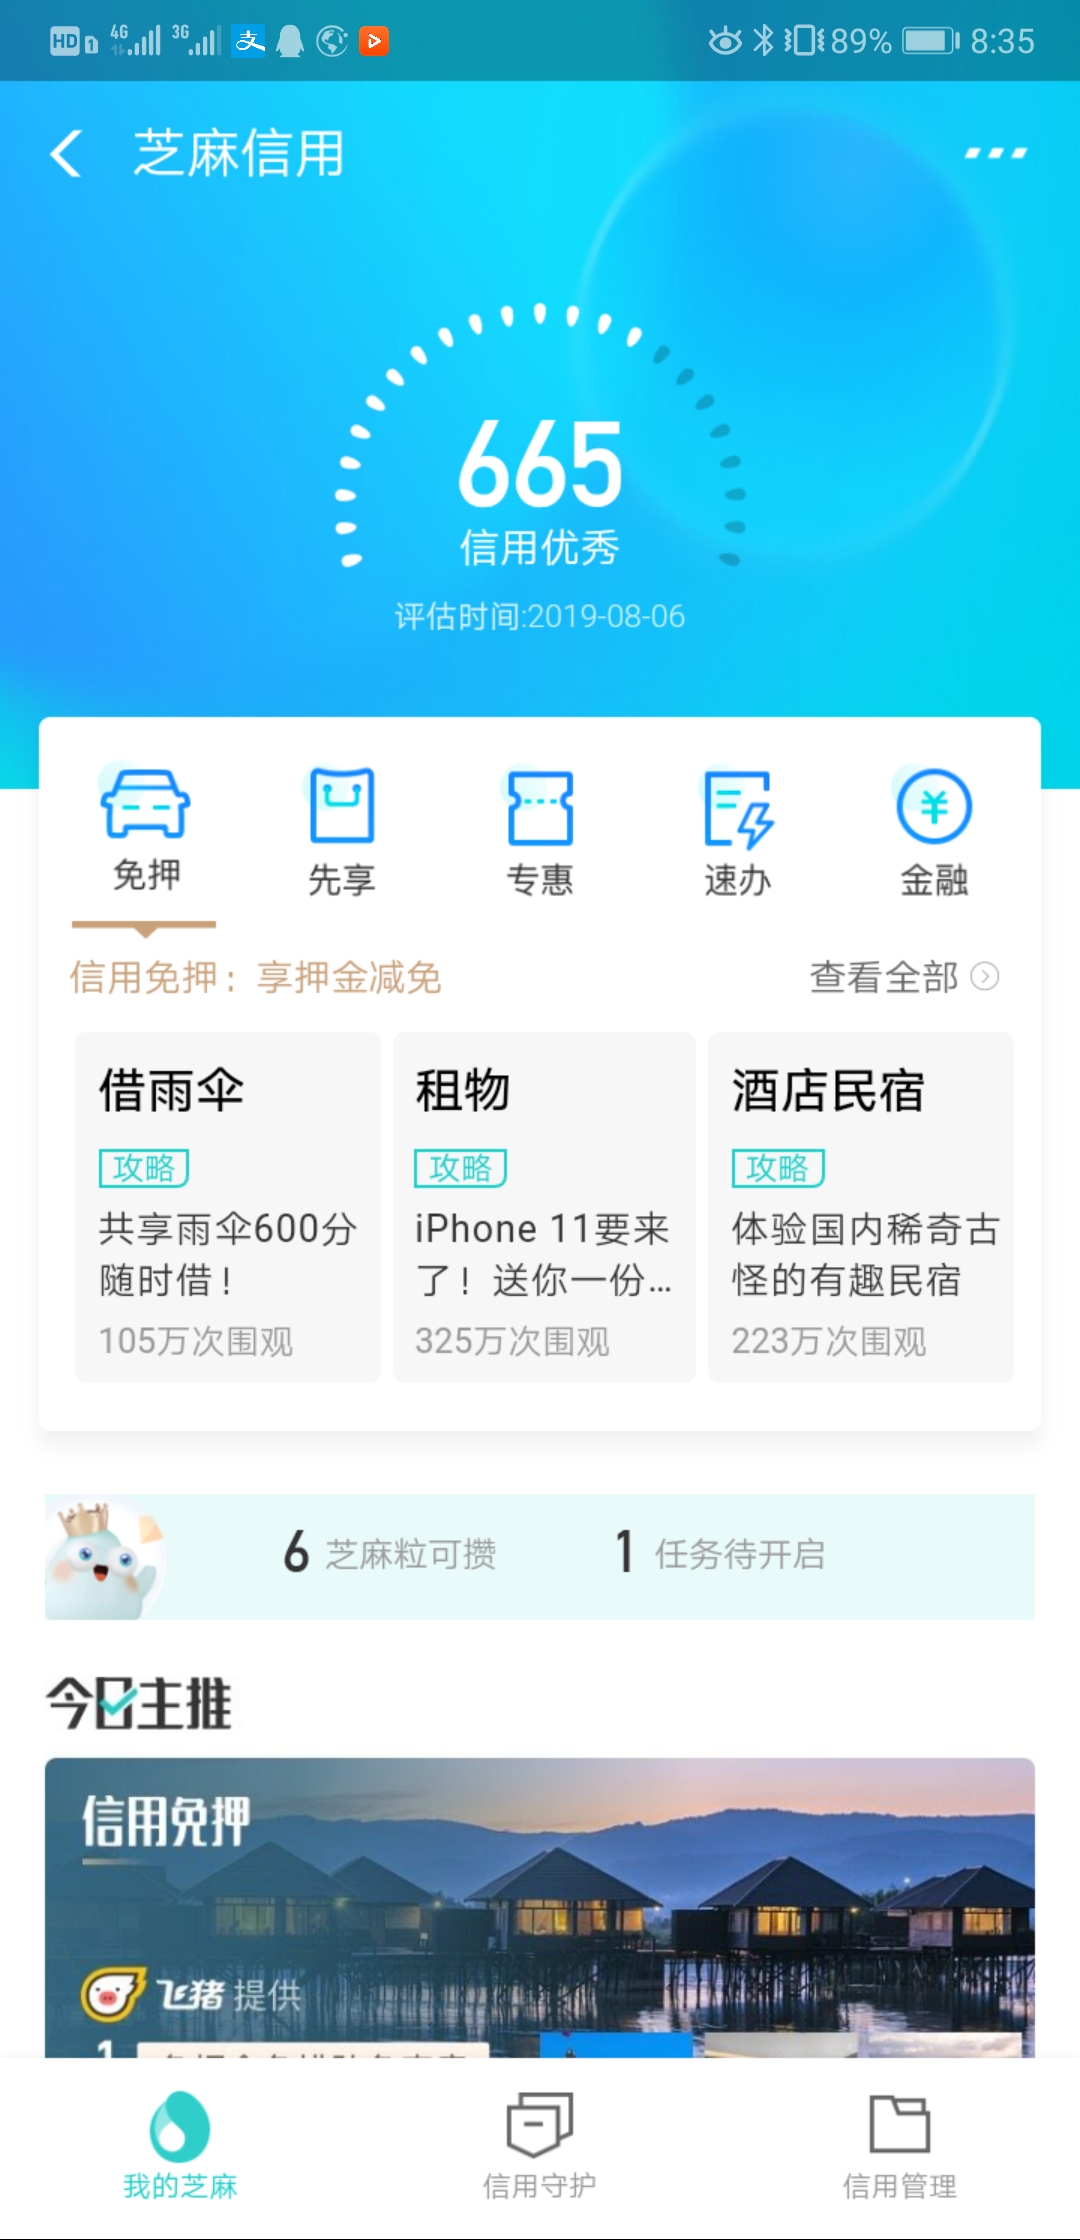 HD 1 4G 3G 支 89% 8:35
芝麻信用
665
信用优秀
评估时间:2019-08-06
免押 先享 专惠 速办 金融
信用免押：享押金减免 查看全部
借雨伞 租物 酒店民宿
攻略 攻略 攻略
共享雨伞600分 iPhone 11要来 体验国内稀奇古
随时借！ 了！送你一份... 怪的有趣民宿
105万次围观 325万次围观 223万次围观
6 芝麻粒可攒 1 任务待开启
今日主推
信用免押
飞猪 提供
1
我的芝麻 信用守护 信用管理